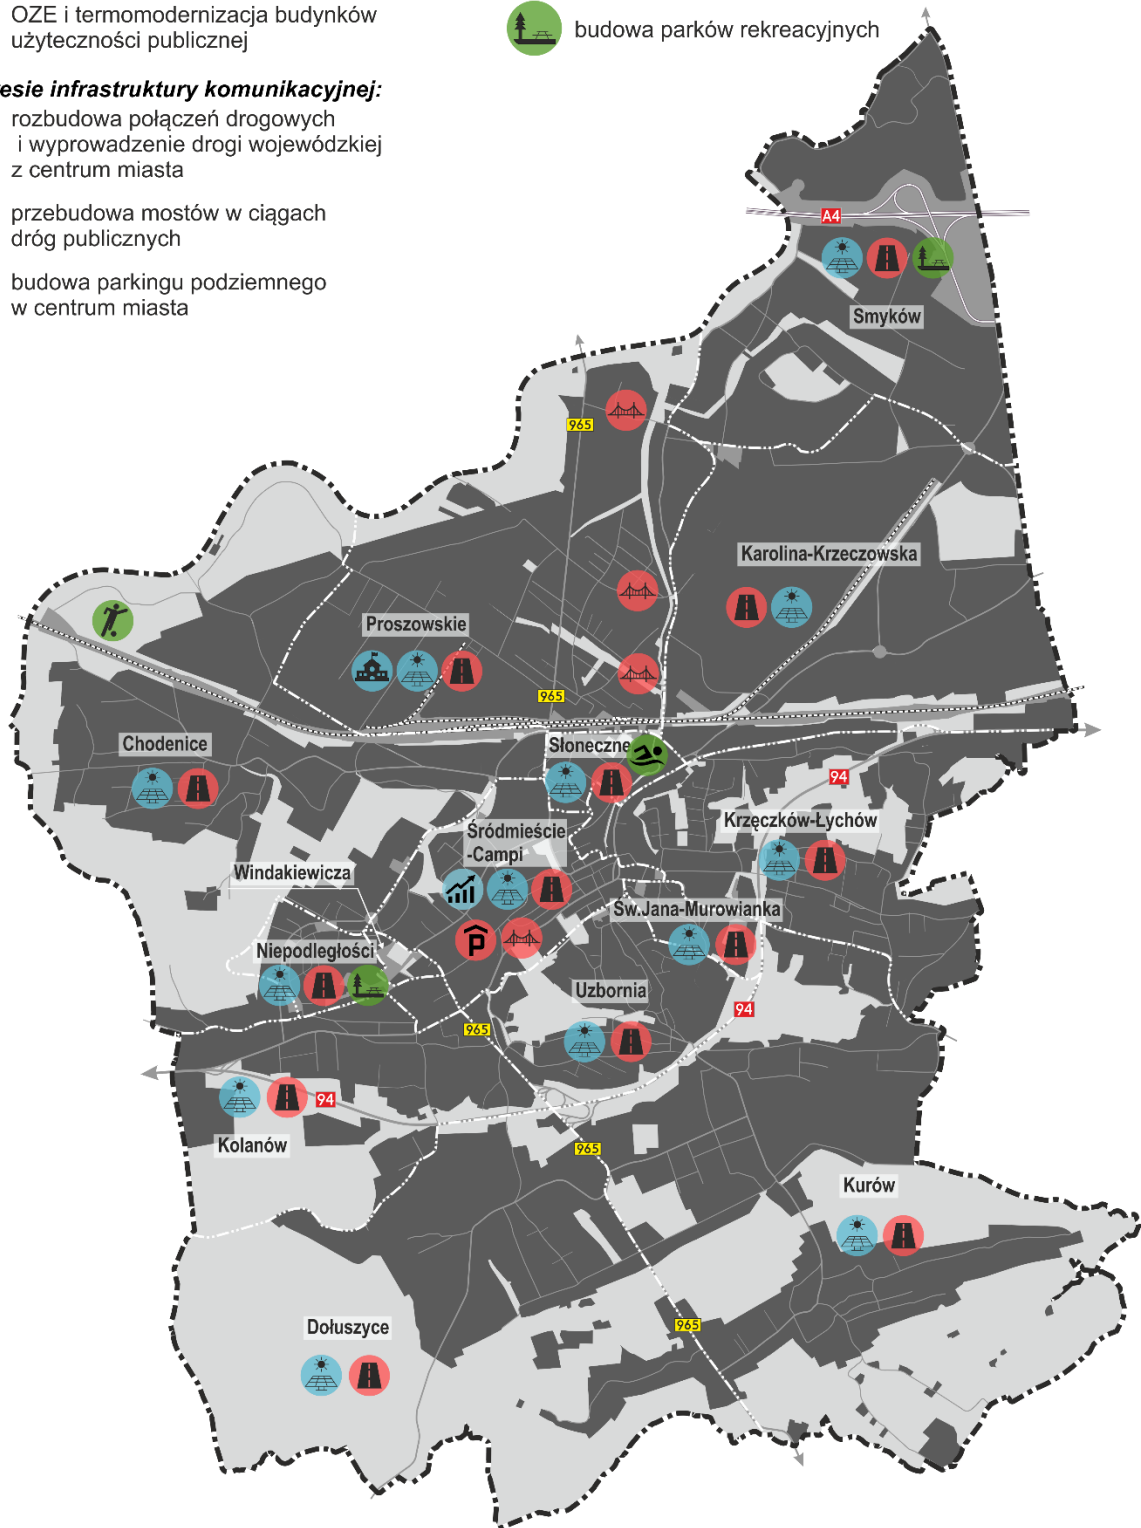 OZE i termomodernizacja budynków
użyteczności publicznej
budowa parków rekreacyjnych
esie infrastruktury komunikacyjnej:
rozbudowa połączeń drogowych
i wyprowadzenie drogi wojewódzkiej
z centrum miasta
przebudowa mostów w ciągach
dróg publicznych
budowa parkingu podziemnego
w centrum miasta
A4
Smyków
965
Karolina-Krzeczowska
Proszowskie
965
Chodenice
Słoneczne
94
Krzęczków-Łychów
Śródmieście
-Campi
Windakiewicza
Św.Jana-Murowianka
P
Niepodległości
Uzbornia
94
965
94
Kolanów
965
Kurów
965
Dołuszyce